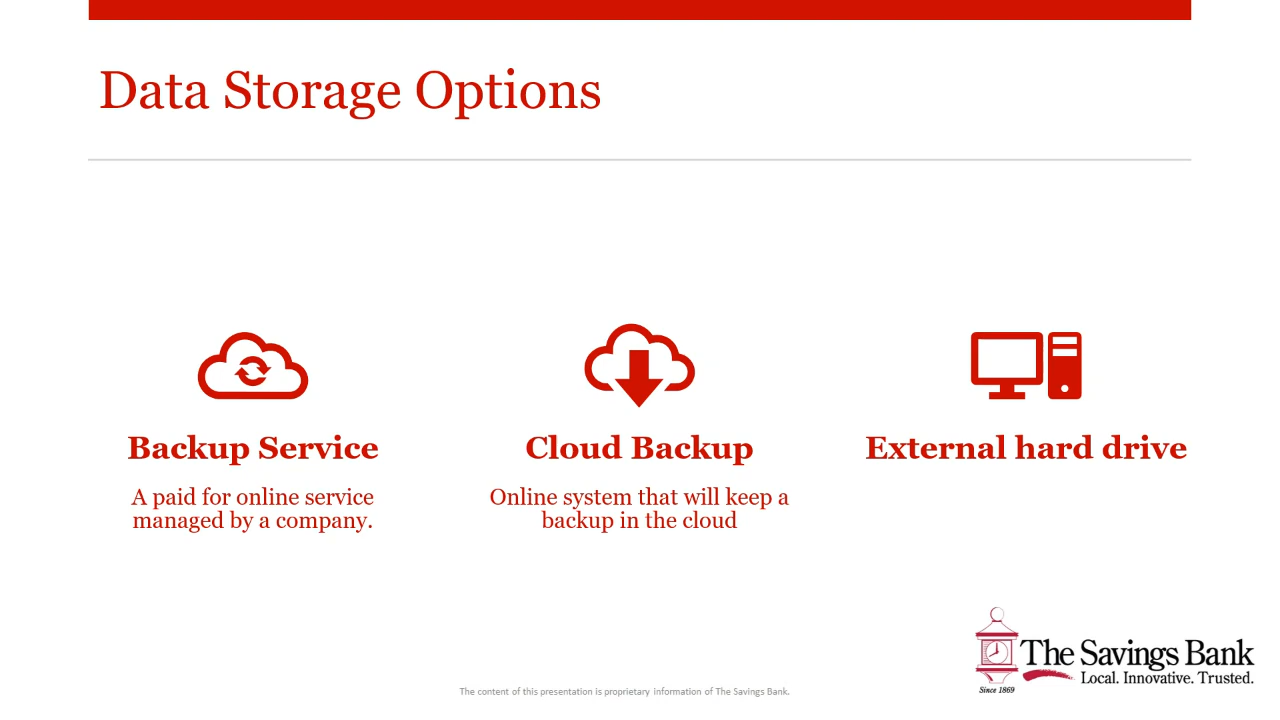 Data Storage Options
Backup Service
A paid for online service
managed by a company.
Cloud Backup
Online system that will keep a
backup in the cloud
External hard drive
The Savings Bank
Local. Innovative. Trusted.
Since 1869
The content of this presentation is proprietary information of The Savings Bank.